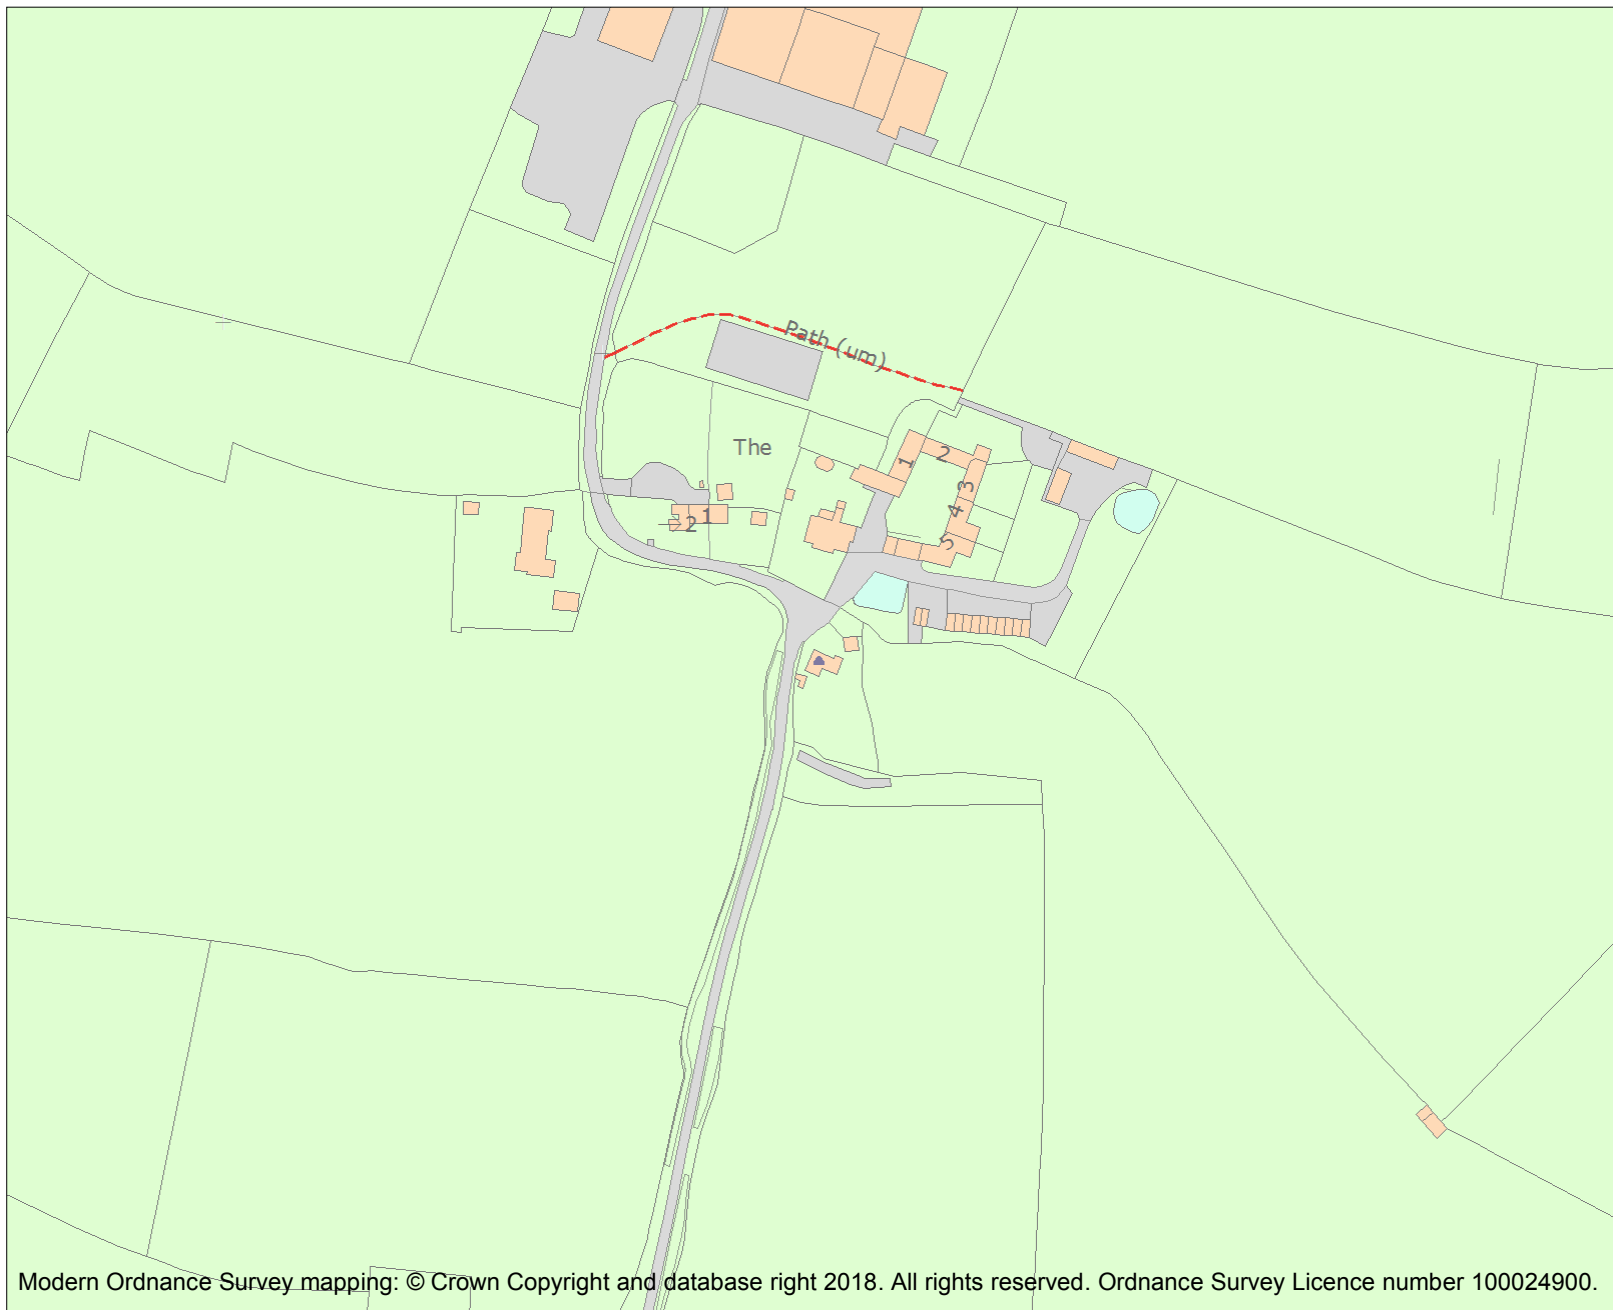 Path (um)
The
1
2
3
4
5
1
2
Modern Ordnance Survey mapping: © Crown Copyright and database right 2018. All rights reserved. Ordnance Survey Licence number 100024900.